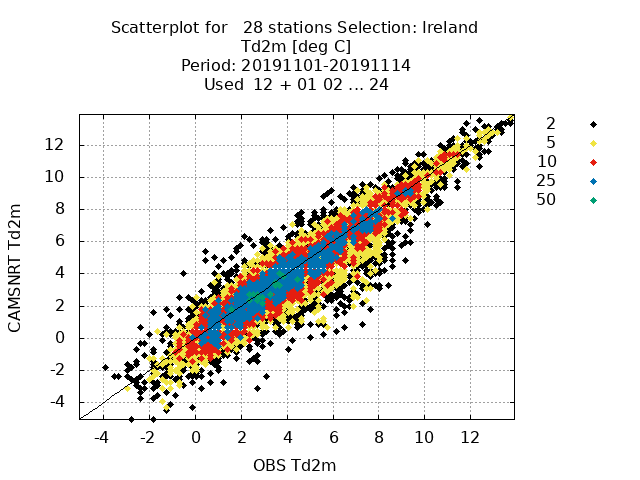 Scatterplot for 28 stations Selection: Ireland
Td2m [deg C]
Period: 20191101-20191114
Used 12 + 01 02 ... 24
2
5
10
25
50
12
10
8
6
4
2
0
-2
-4
CAMSNRT Td2m
-4 -2 0 2 4 6 8 10 12
OBS Td2m